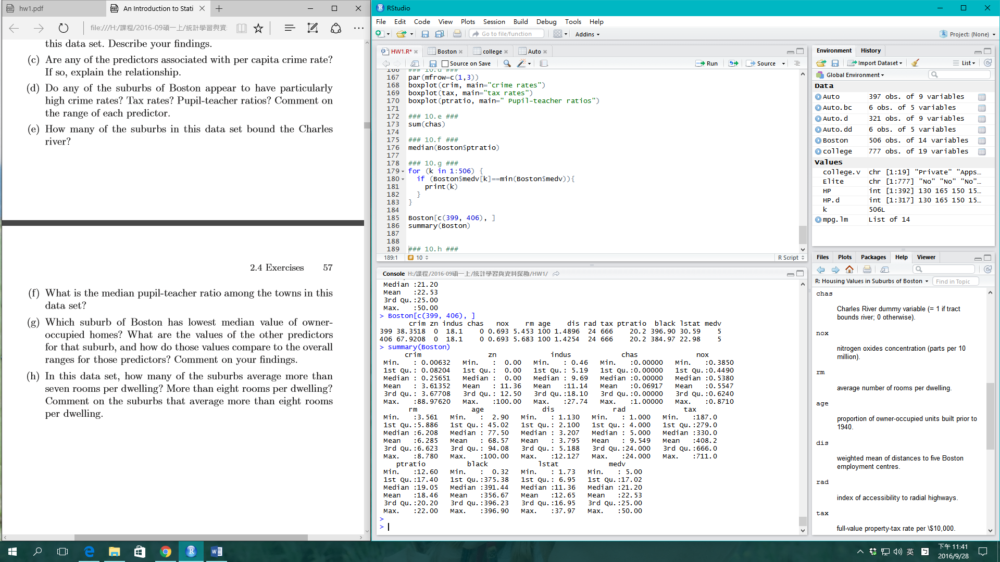 hw1.pdf
An Introduction to Stati
file:///H:/課程/2016-09碩一上/統計學習與資
this data set. Describe your findings.
(c) Are any of the predictors associated with per capita crime rate?
If so, explain the relationship.
(d) Do any of the suburbs of Boston appear to have particularly
high crime rates? Tax rates? Pupil-teacher ratios? Comment on
the range of each predictor.
(e) How many of the suburbs in this data set bound the Charles
river?
2.4 Exercises 57
(f) What is the median pupil-teacher ratio among the towns in this
data set?
(g) Which suburb of Boston has lowest median value of owner-
occupied homes? What are the values of the other predictors
for that suburb, and how do those values compare to the overall
ranges for those predictors? Comment on your findings.
(h) In this data set, how many of the suburbs average more than
seven rooms per dwelling? More than eight rooms per dwelling?
Comment on the suburbs that average more than eight rooms
per dwelling.
RStudio
File Edit Code View Plots Session Build Debug Tools Help
Go to file/function Addins
Project: (None)
HW1.R* Boston college Auto
Source on Save Run Source
166 ### 10.d ###
167 par(mfrow=c(1,3))
168 boxplot(crim, main="crime rates")
169 boxplot(tax, main="tax rates")
170 boxplot(ptratio, main=" Pupil-teacher ratios")
171
172 ### 10.e ###
173 sum(chas)
174
175 ### 10.f ###
176 median(Boston$ptratio)
177
178 ### 10.g ###
179 for (k in 1:506) {
180 if (Boston$medv[k]==min(Boston$medv)){
181 print(k)
182 }
183 }
184
185 Boston[c(399, 406), ]
186 summary(Boston)
187
188
189 ### 10.h ###
189:1 # 10 R Script
Console H:/課程/2016-09碩一上/統計學習與資料探勘/HW1/
Median :21.20
Mean :22.53
3rd Qu.:25.00
Max. :50.00
> Boston[c(399, 406), ]
crim zn indus chas nox rm age dis rad tax ptratio black lstat medv
399 38.3518 0 18.1 0 0.693 5.453 100 1.4896 24 666 20.2 396.90 30.59 5
406 67.9208 0 18.1 0 0.693 5.683 100 1.4254 24 666 20.2 384.97 22.98 5
> summary(Boston)
crim zn indus chas nox
Min. : 0.00632 Min. : 0.00 Min. : 0.46 Min. :0.00000 Min. :0.3850
1st Qu.: 0.08204 1st Qu.: 0.00 1st Qu.: 5.19 1st Qu.:0.00000 1st Qu.:0.4490
Median : 0.25651 Median : 0.00 Median : 9.69 Median :0.00000 Median :0.5380
Mean : 3.61352 Mean : 11.36 Mean :11.14 Mean :0.06917 Mean :0.5547
3rd Qu.: 3.67708 3rd Qu.: 12.50 3rd Qu.:18.10 3rd Qu.:0.00000 3rd Qu.:0.6240
Max. :88.97620 Max. :100.00 Max. :27.74 Max. :1.00000 Max. :0.8710
rm age dis rad tax
Min. :3.561 Min. : 2.90 Min. : 1.130 Min. : 1.000 Min. :187.0
1st Qu.:5.886 1st Qu.: 45.02 1st Qu.: 2.100 1st Qu.: 4.000 1st Qu.:279.0
Median :6.208 Median : 77.50 Median : 3.207 Median : 5.000 Median :330.0
Mean :6.285 Mean : 68.57 Mean : 3.795 Mean : 9.549 Mean :408.2
3rd Qu.:6.623 3rd Qu.: 94.08 3rd Qu.: 5.188 3rd Qu.:24.000 3rd Qu.:666.0
Max. :8.780 Max. :100.00 Max. :12.127 Max. :24.000 Max. :711.0
ptratio black lstat medv
Min. :12.60 Min. : 0.32 Min. : 1.73 Min. : 5.00
1st Qu.:17.40 1st Qu.:375.38 1st Qu.: 6.95 1st Qu.:17.02
Median :19.05 Median :391.44 Median :11.36 Median :21.20
Mean :18.46 Mean :356.67 Mean :12.65 Mean :22.53
3rd Qu.:20.20 3rd Qu.:396.23 3rd Qu.:16.95 3rd Qu.:25.00
Max. :22.00 Max. :396.90 Max. :37.97 Max. :50.00
>
>
Environment History
Import Dataset List
Global Environment
Data
Auto 397 obs. of 9 variables
Auto.bc 6 obs. of 5 variables
Auto.d 321 obs. of 9 variables
Auto.dd 6 obs. of 5 variables
Boston 506 obs. of 14 variables
college 777 obs. of 19 variables
Values
college.v chr [1:19] "Private" "Apps…
Elite chr [1:777] "No" "No" "No"…
HP int [1:392] 130 165 150 15…
HP.d int [1:317] 130 165 150 15…
k 506L
mpg.lm List of 14
Files Plots Packages Help Viewer
R: Housing Values in Suburbs of Boston Find in Topic
chas
Charles River dummy variable (= 1 if tract
bounds river; 0 otherwise).
nox
nitrogen oxides concentration (parts per 10
million).
rm
average number of rooms per dwelling.
age
proportion of owner-occupied units built prior to
1940.
dis
weighted mean of distances to five Boston
employment centres.
rad
index of accessibility to radial highways.
tax
full-value property-tax rate per \$10,000.
英
下午 11:41
2016/9/28